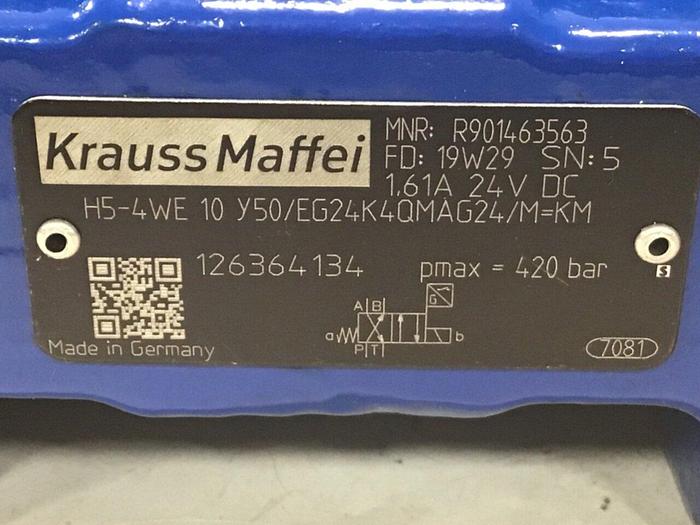 Krauss Maffei
MNR: R901463563
FD: 19W29 SN: 5
1.61A 24V DC
H5-4WE 10 Y50/EG24K4QMAG24/M=KM
126364134
pmax = 420 bar
G
A B
a b
P T
Made in Germany
7081
S